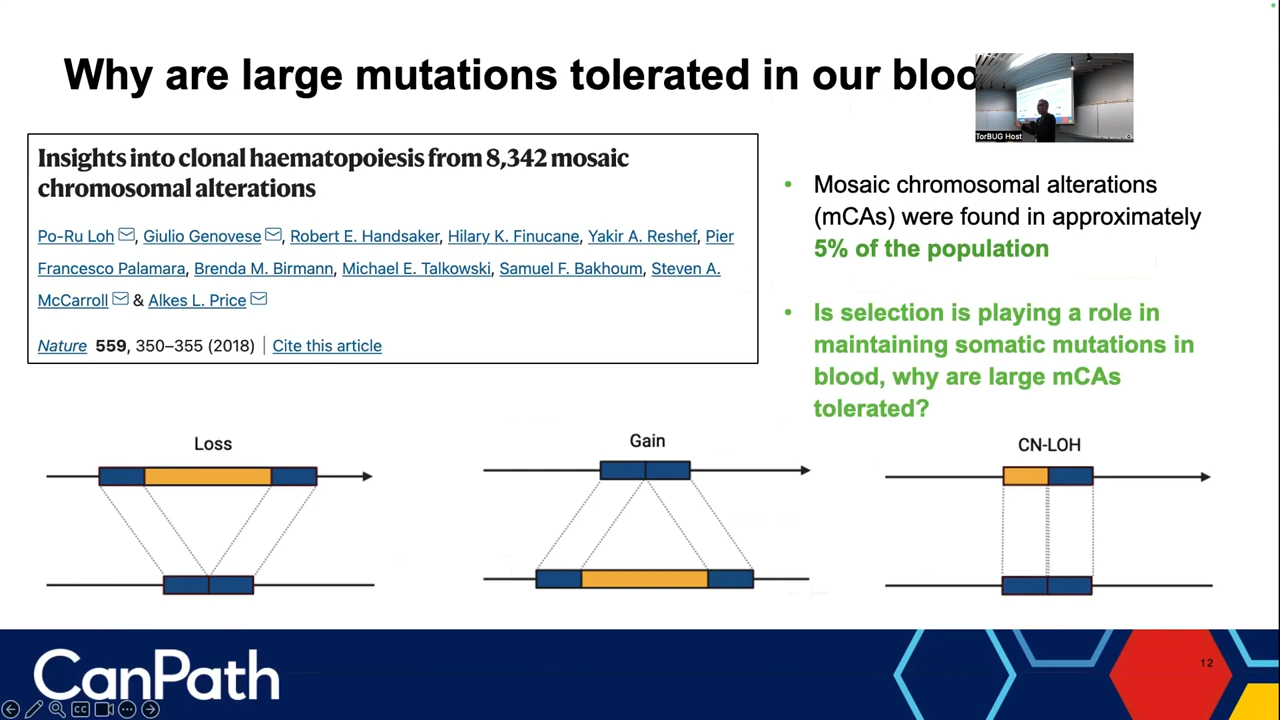 Why are large mutations tolerated in our bloo
TorBUG Host
Insights into clonal haematopoiesis from 8,342 mosaic
chromosomal alterations
Po-Ru Loh, Giulio Genovese, Robert E. Handsaker, Hilary K. Finucane, Yakir A. Reshef, Pier
Francesco Palamara, Brenda M. Birmann, Michael E. Talkowski, Samuel F. Bakhoum, Steven A.
McCarroll & Alkes L. Price
Nature 559, 350–355 (2018) | Cite this article
• Mosaic chromosomal alterations
(mCAs) were found in approximately
5% of the population
• Is selection is playing a role in
maintaining somatic mutations in
blood, why are large mCAs
tolerated?
Loss
Gain
CN-LOH
12
CanPath
CC